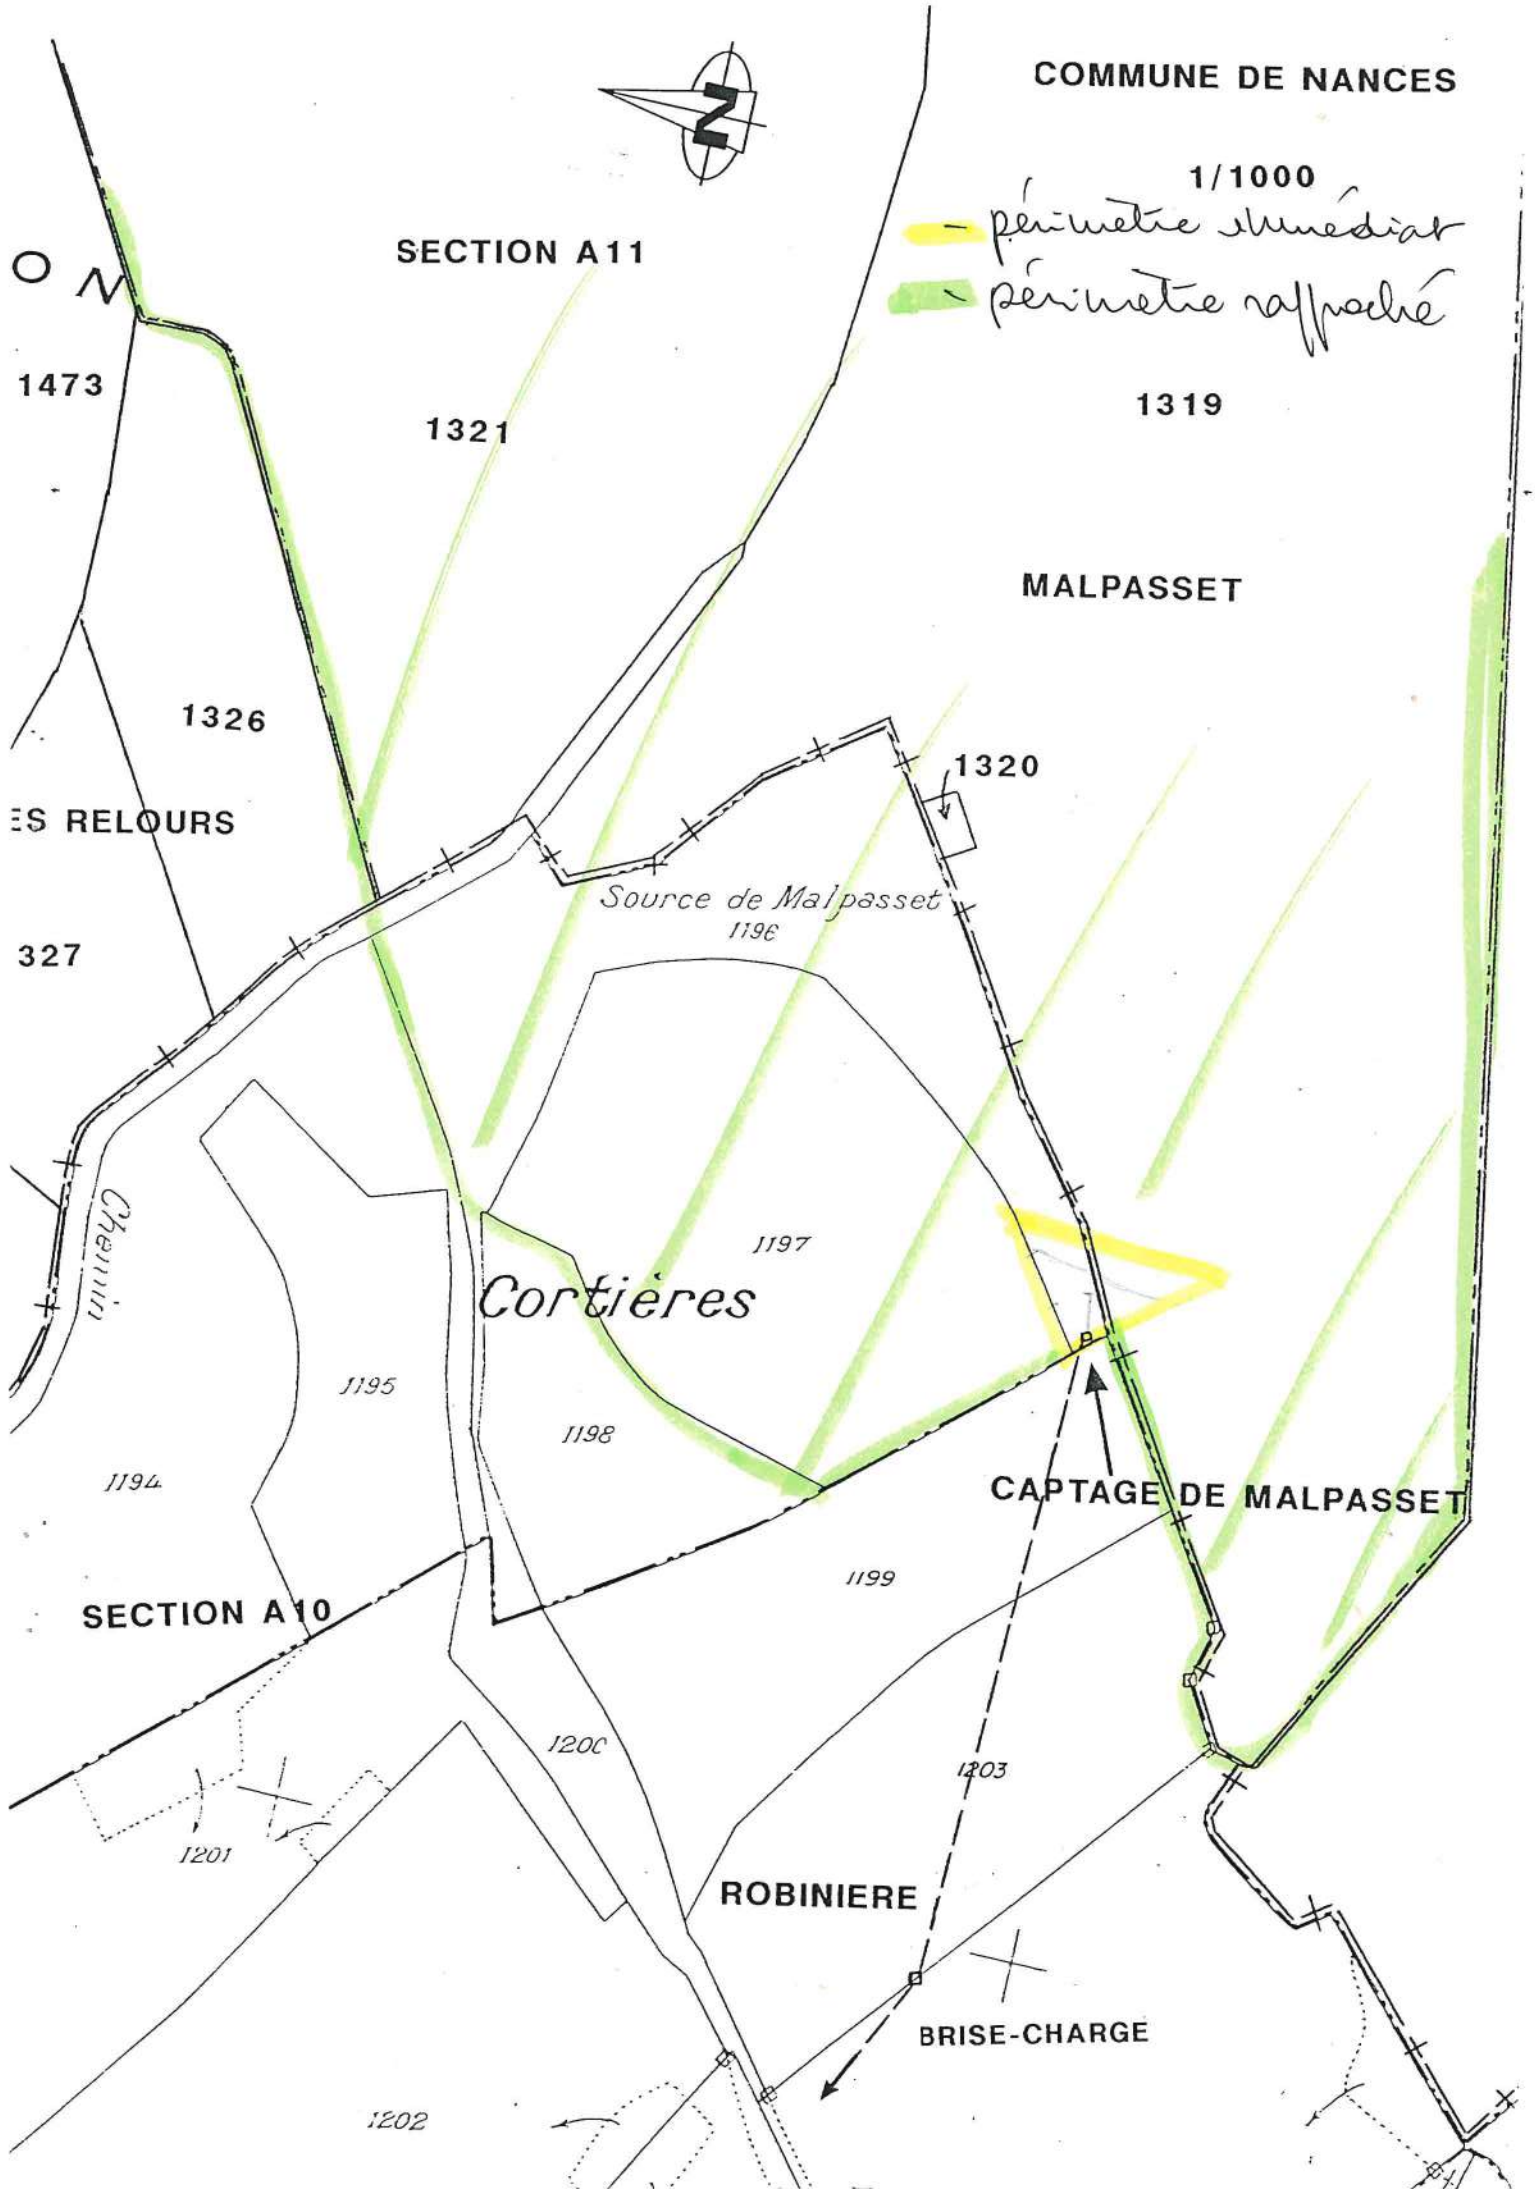 COMMUNE DE NANCES
N
1/1000
- périmètre immédiat
- périmètre rapproché
SECTION A11
O N
1473
1321
1319
MALPASSET
1326
1320
ES RELOURS
Source de Malpasset
1196
327
Chemin
1197
Cortières
1195
1198
1194
CAPTAGE DE MALPASSET
1199
SECTION A10
1200
1203
1201
ROBINIERE
BRISE-CHARGE
1202